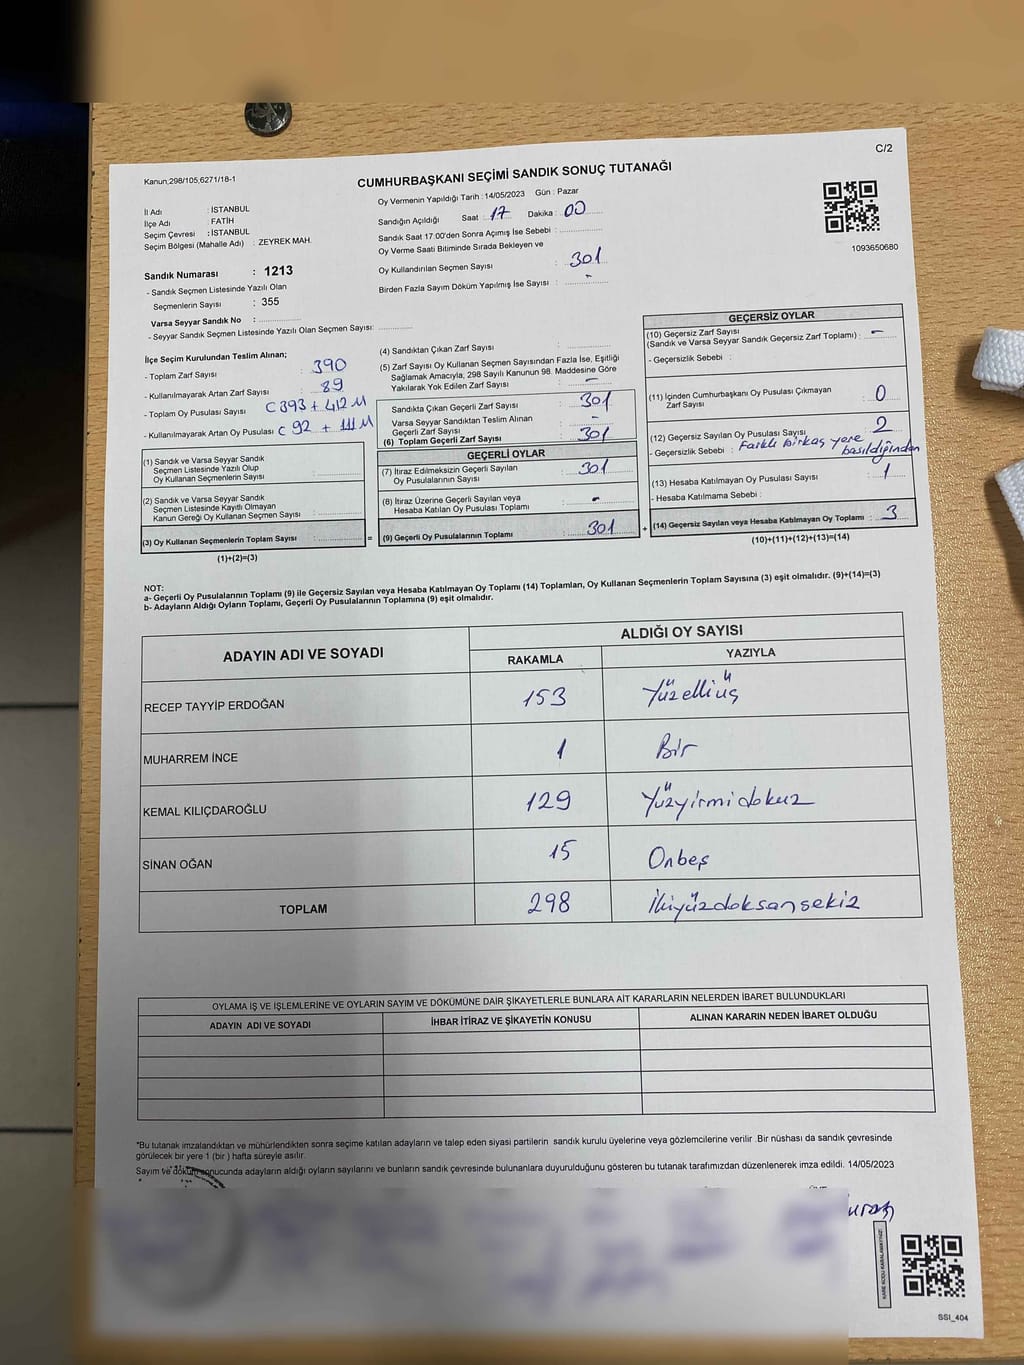 C/2
Kanun,298/105,6271/18-1
CUMHURBAŞKANI SEÇİMİ SANDIK SONUÇ TUTANAĞI
İl Adı : İSTANBUL
İlçe Adı : FATİH
Seçim Çevresi : İSTANBUL
Seçim Bölgesi (Mahalle Adı) : ZEYREK MAH.
Sandık Numarası : 1213
- Sandık Seçmen Listesinde Yazılı Olan
Seçmenlerin Sayısı : 355
Varsa Seyyar Sandık No :
- Seyyar Sandık Seçmen Listesinde Yazılı Olan Seçmen Sayısı:
Oy Vermenin Yapıldığı Tarih : 14/05/2023 Gün : Pazar
Sandığın Açıldığı Saat : 17 Dakika : 00
Sandık Saat 17.00'den Sonra Açımış İse Sebebi :
Oy Verme Saati Bitiminde Sırada Bekleyen ve
Oy Kullandırılan Seçmen Sayısı : 301
Birden Fazla Sayım Döküm Yapılmış İse Sayısı : -
1093650680
İlçe Seçim Kurulundan Teslim Alınan;
- Toplam Zarf Sayısı : 390
- Kullanılmayarak Artan Zarf Sayısı : 89
- Toplam Oy Pusulası Sayısı C 393 + 412 M
- Kullanılmayarak Artan Oy Pusulası : C 92 + 111 M
(1) Sandık ve Varsa Seyyar Sandık
Seçmen Listesinde Yazılı Olup
Oy Kullanan Seçmenlerin Sayısı :
(2) Sandık ve Varsa Seyyar Sandık
Seçmen Listesinde Kayıtlı Olmayan
Kanun Gereği Oy Kullanan Seçmen Sayısı :
(3) Oy Kullanan Seçmenlerin Toplam Sayısı : =
(1)+(2)=(3)
(4) Sandıktan Çıkan Zarf Sayısı :
(5) Zarf Sayısı Oy Kullanan Seçmen Sayısından Fazla İse, Eşitliği
Sağlamak Amacıyla, 298 Sayılı Kanunun 98. Maddesine Göre
Yakılarak Yok Edilen Zarf Sayısı : -
Sandıkta Çıkan Geçerli Zarf Sayısı : 301
Varsa Seyyar Sandıktan Teslim Alınan
Geçerli Zarf Sayısı : -
(6) Toplam Geçerli Zarf Sayısı : 301
GEÇERLİ OYLAR
(7) İtiraz Edilmeksizin Geçerli Sayılan
Oy Pusulalarının Sayısı : 301
(8) İtiraz Üzerine Geçerli Sayılan veya
Hesaba Katılan Oy Pusulası Toplamı : -
(9) Geçerli Oy Pusulalarının Toplamı : 301 +
GEÇERSİZ OYLAR
(10) Geçersiz Zarf Sayısı
(Sandık ve Varsa Seyyar Sandık Geçersiz Zarf Toplamı) : -
- Geçersizlik Sebebi :
(11) İçinden Cumhurbaşkanı Oy Pusulası Çıkmayan
Zarf Sayısı : 0
(12) Geçersiz Sayılan Oy Pusulası Sayısı : 2
- Geçersizlik Sebebi : Farklı birkaç yere
basıldığından
(13) Hesaba Katılmayan Oy Pusulası Sayısı : 1
- Hesaba Katılmama Sebebi :
(14) Geçersiz Sayılan veya Hesaba Katılmayan Oy Toplamı : 3
(10)+(11)+(12)+(13)=(14)
NOT:
a- Geçerli Oy Pusulalarının Toplamı (9) ile Geçersiz Sayılan veya Hesaba Katılmayan Oy Toplamı (14) Toplamları, Oy Kullanan Seçmenlerin Toplam Sayısına (3) eşit olmalıdır. (9)+(14)=(3)
b- Adayların Aldığı Oyların Toplamı, Geçerli Oy Pusulalarının Toplamına (9) eşit olmalıdır.
ADAYIN ADI VE SOYADI ALDIĞI OY SAYISI
RAKAMLA YAZIYLA
RECEP TAYYİP ERDOĞAN 153 Yüzelliüç
MUHARREM İNCE 1 Bir
KEMAL KILIÇDAROĞLU 129 Yüzyirmidokuz
SİNAN OĞAN 15 Onbeş
TOPLAM 298 İkiyüzdoksansekiz
OYLAMA İŞ VE İŞLEMLERİNE VE OYLARIN SAYIM VE DÖKÜMÜNE DAİR ŞİKAYETLERLE BUNLARA AİT KARARLARIN NELERDEN İBARET BULUNDUKLARI
ADAYIN ADI VE SOYADI İHBAR İTİRAZ VE ŞİKAYETİN KONUSU ALINAN KARARIN NEDEN İBARET OLDUĞU
*Bu tutanak imzalandıktan ve mühürlendikten sonra seçime katılan adayların ve talep eden siyasi partilerin sandık kurulu üyelerine veya gözlemcilerine verilir .Bir nüshası da sandık çevresinde
görülecek bir yere 1 (bir ) hafta süreyle asılır.
Sayım ve döküm sonucunda adayların aldığı oyların sayılarını ve bunların sandık çevresinde bulunanlara duyurulduğunu gösteren bu tutanak tarafımızdan düzenlenerek imza edildi. 14/05/2023
KARE KODU KARALAMAYINIZ
SSI_404